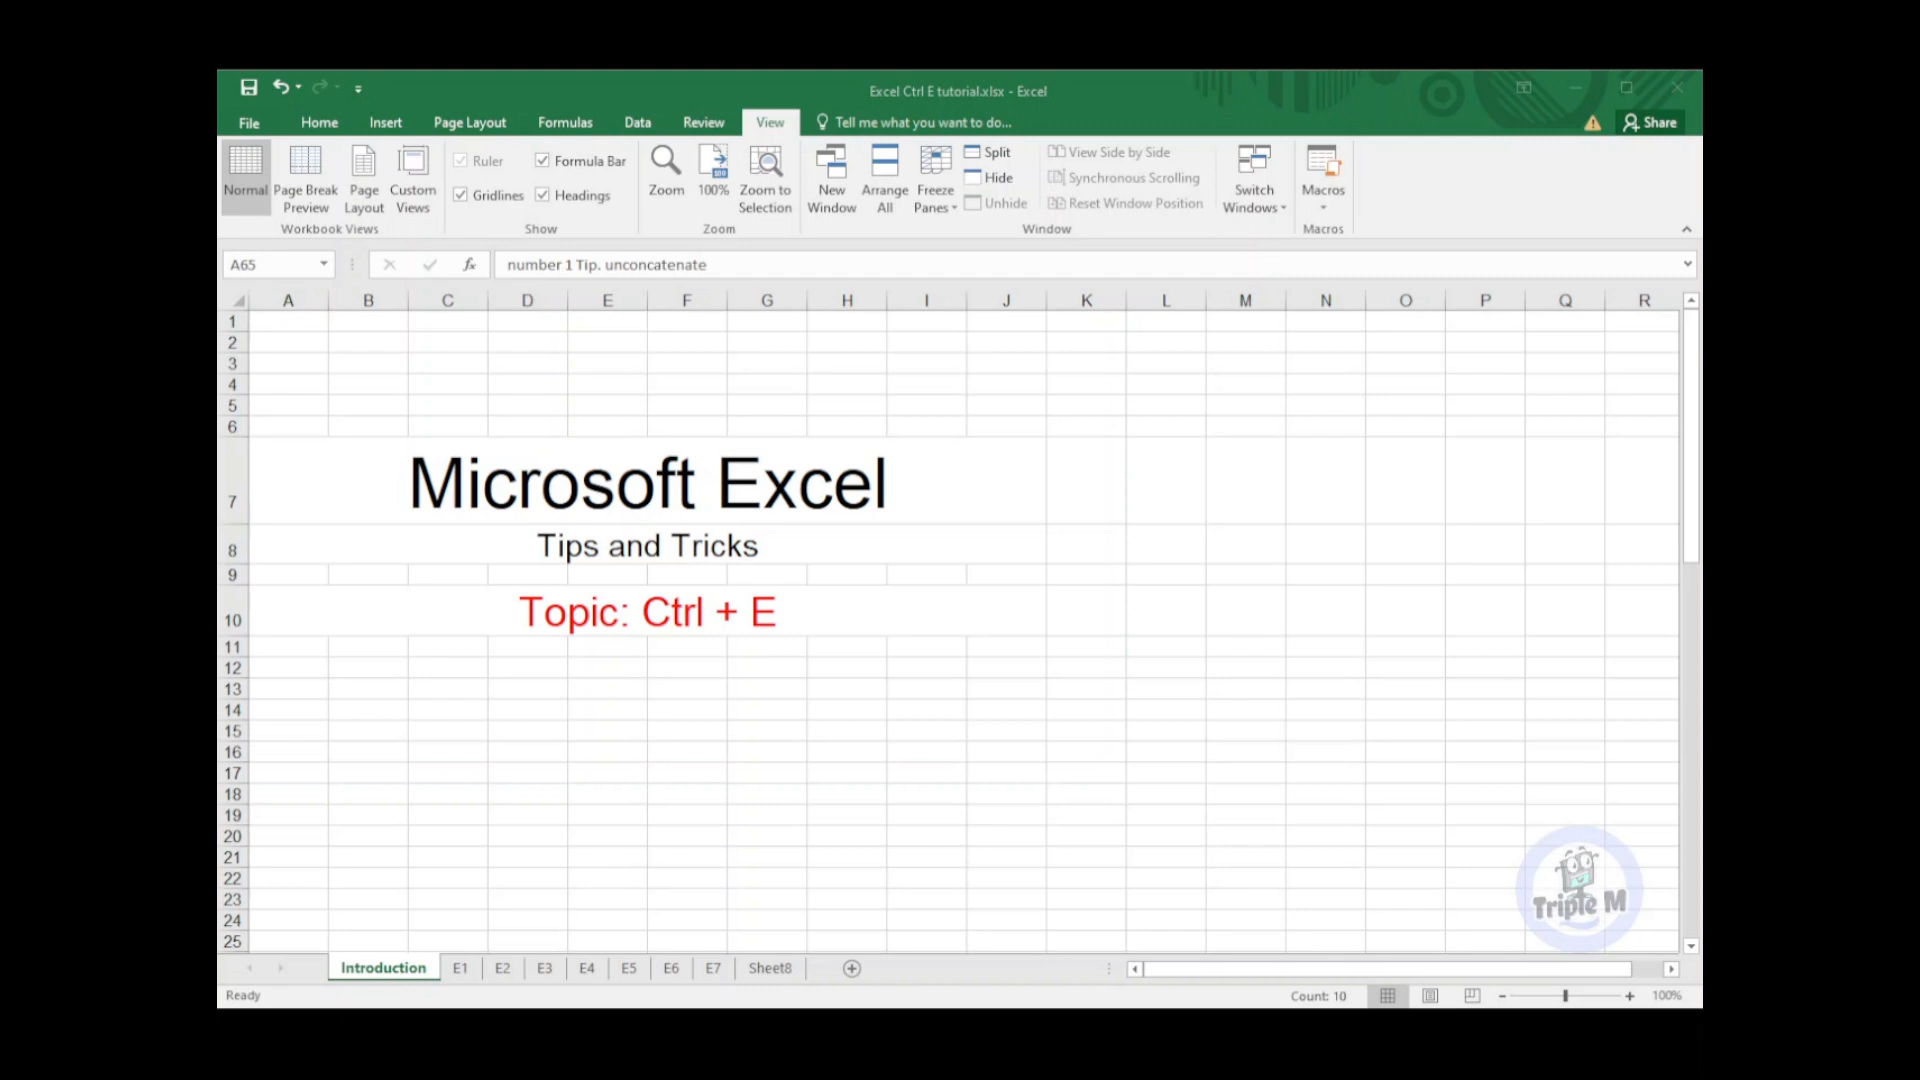 Excel Ctrl E tutorial.xlsx - Excel
File Home Insert Page Layout Formulas Data Review View Tell me what you want to do... Share
Normal Page Break Preview Page Layout Custom Views
Workbook Views
Ruler Formula Bar
Gridlines Headings
Show
Zoom 100% Zoom to Selection
Zoom
New Window Arrange All Freeze Panes
Split
Hide
Unhide
View Side by Side
Synchronous Scrolling
Reset Window Position
Switch Windows
Window
Macros
Macros
A65 fx number 1 Tip. unconcatenate
A B C D E F G H I J K L M N O P Q R
1
2
3
4
5
6
7 Microsoft Excel
8 Tips and Tricks
9
10 Topic: Ctrl + E
11
12
13
14
15
16
17
18
19
20
21
22
23
24
25
Triple M
Introduction E1 E2 E3 E4 E5 E6 E7 Sheet8
Ready Count: 10 100%